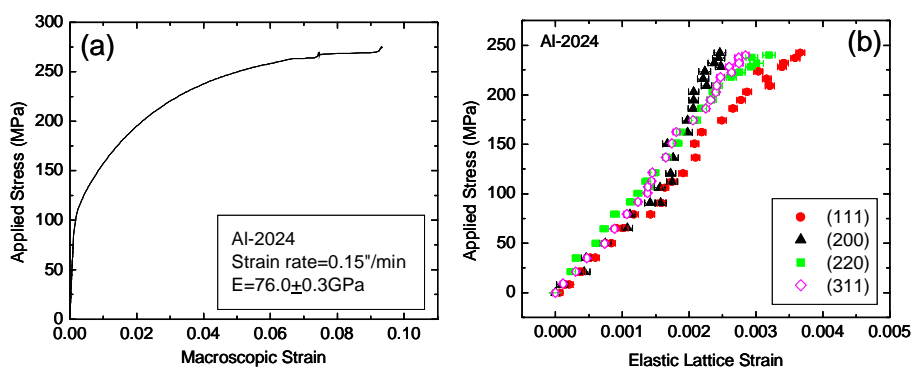 (a)
300
250
200
150
100
50
0
Applied Stress (MPa)
Al-2024
Strain rate=0.15"/min
E=76.0±0.3GPa
0.00 0.02 0.04 0.06 0.08 0.10
Macroscopic Strain
Al-2024
(b)
250
200
150
100
50
0
Applied Stress (MPa)
(111)
(200)
(220)
(311)
0.000 0.001 0.002 0.003 0.004 0.005
Elastic Lattice Strain